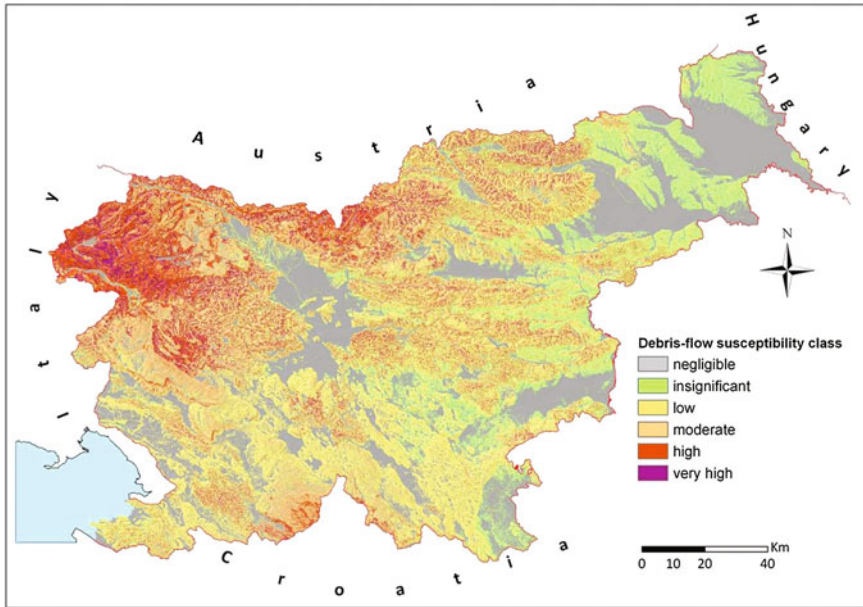 Hungary
Austria
Italy
N
Debris-flow susceptibility class
negligible
insignificant
low
moderate
high
very high
Croatia
Km
0 10 20 40